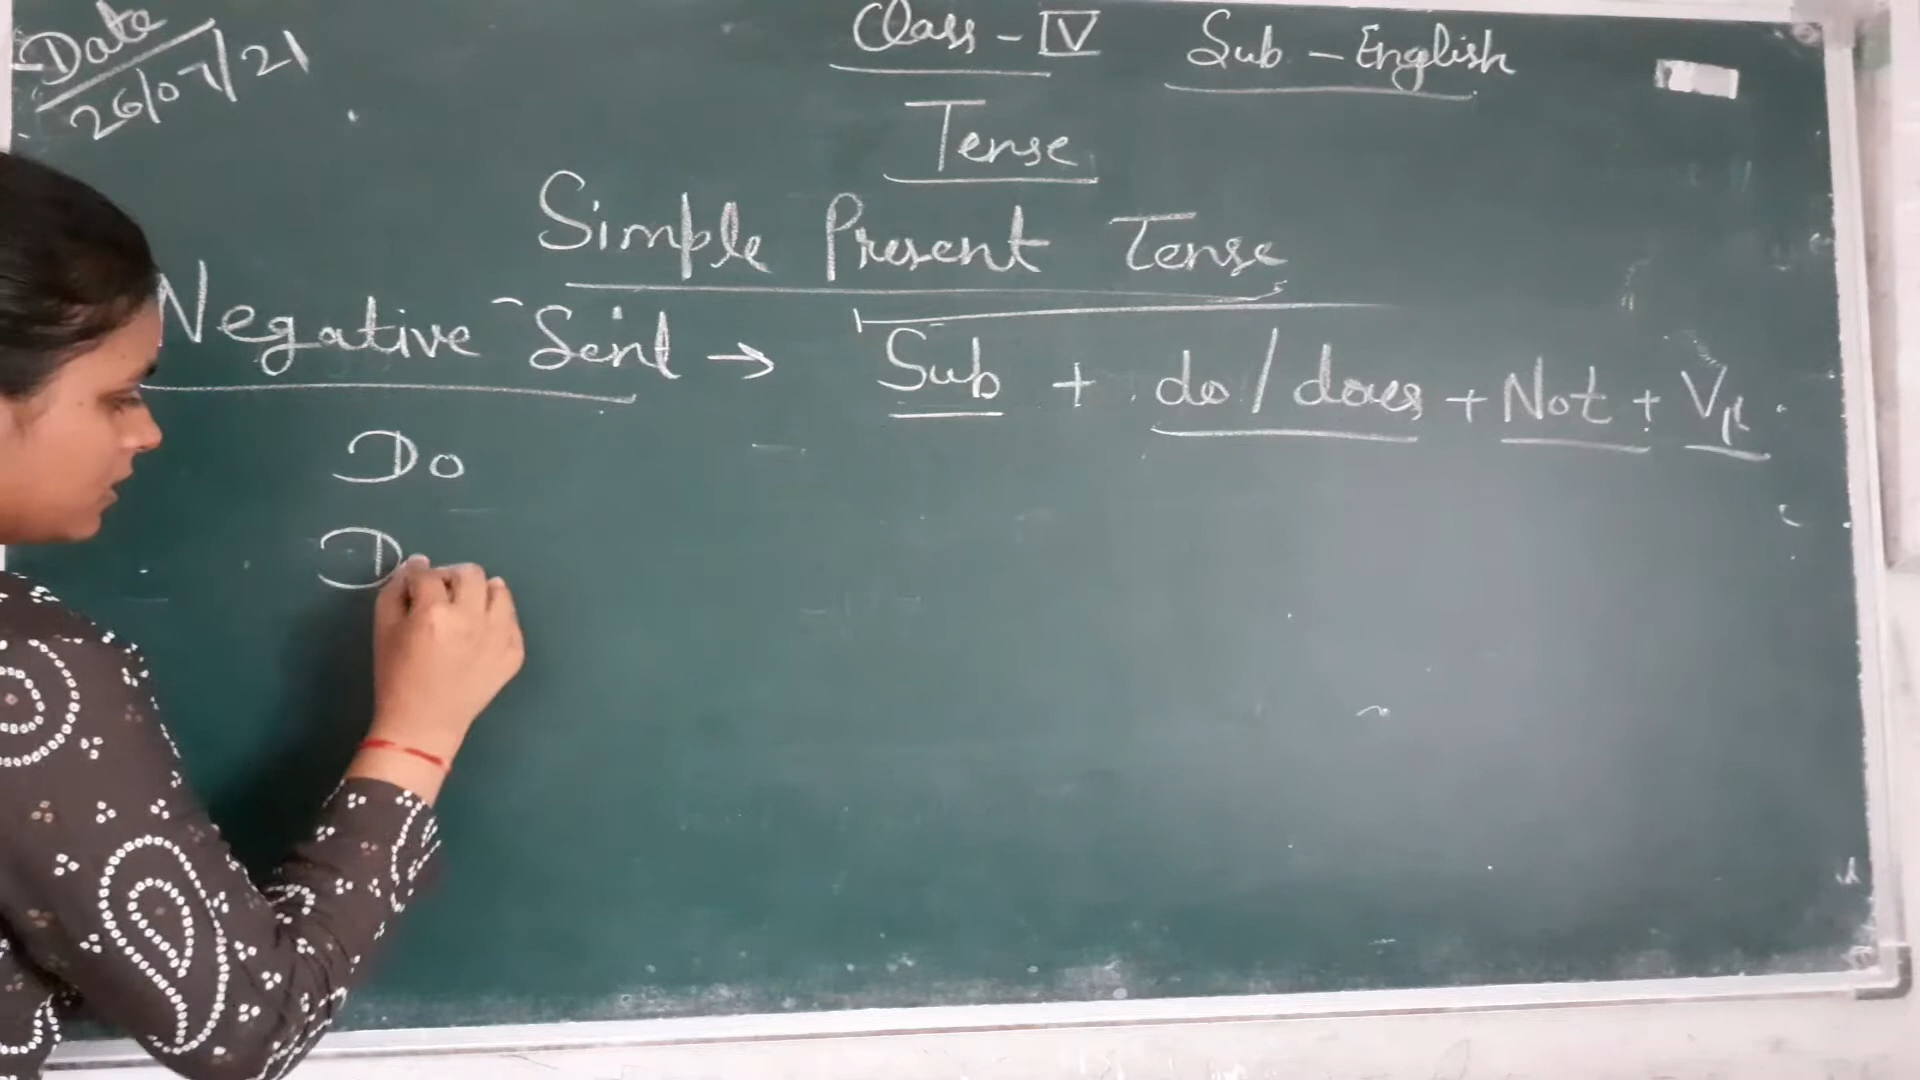 Date
26/07/21
Class - IV Sub - English
Tense
Simple Present Tense
Negative Sent → Sub + do / does + Not + V1.
Do
D